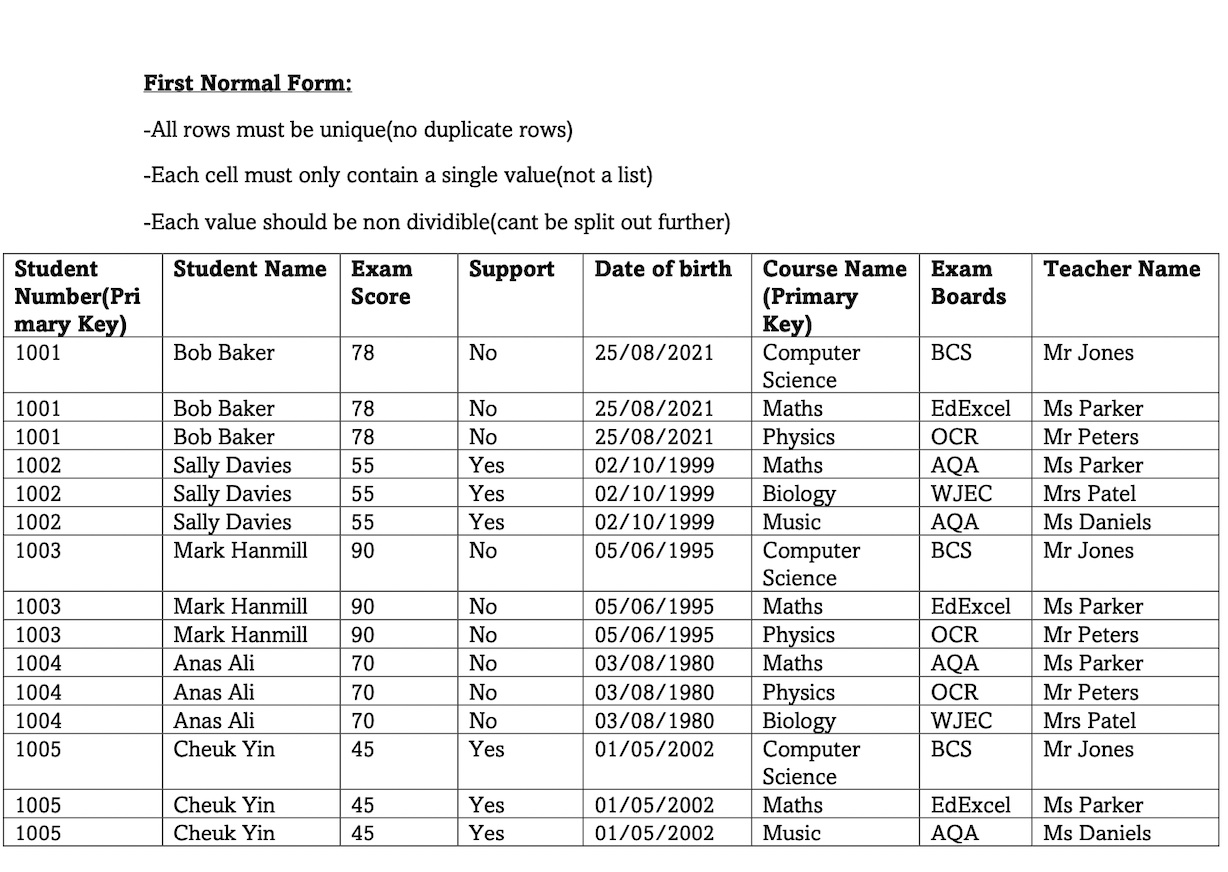 First Normal Form:
-All rows must be unique(no duplicate rows)
-Each cell must only contain a single value(not a list)
-Each value should be non dividible(cant be split out further)
Student Number(Pri mary Key) Student Name Exam Score Support Date of birth Course Name (Primary Key) Exam Boards Teacher Name
1001 Bob Baker 78 No 25/08/2021 Computer Science BCS Mr Jones
1001 Bob Baker 78 No 25/08/2021 Maths EdExcel Ms Parker
1001 Bob Baker 78 No 25/08/2021 Physics OCR Mr Peters
1002 Sally Davies 55 Yes 02/10/1999 Maths AQA Ms Parker
1002 Sally Davies 55 Yes 02/10/1999 Biology WJEC Mrs Patel
1002 Sally Davies 55 Yes 02/10/1999 Music AQA Ms Daniels
1003 Mark Hanmill 90 No 05/06/1995 Computer Science BCS Mr Jones
1003 Mark Hanmill 90 No 05/06/1995 Maths EdExcel Ms Parker
1003 Mark Hanmill 90 No 05/06/1995 Physics OCR Mr Peters
1004 Anas Ali 70 No 03/08/1980 Maths AQA Ms Parker
1004 Anas Ali 70 No 03/08/1980 Physics OCR Mr Peters
1004 Anas Ali 70 No 03/08/1980 Biology WJEC Mrs Patel
1005 Cheuk Yin 45 Yes 01/05/2002 Computer Science BCS Mr Jones
1005 Cheuk Yin 45 Yes 01/05/2002 Maths EdExcel Ms Parker
1005 Cheuk Yin 45 Yes 01/05/2002 Music AQA Ms Daniels